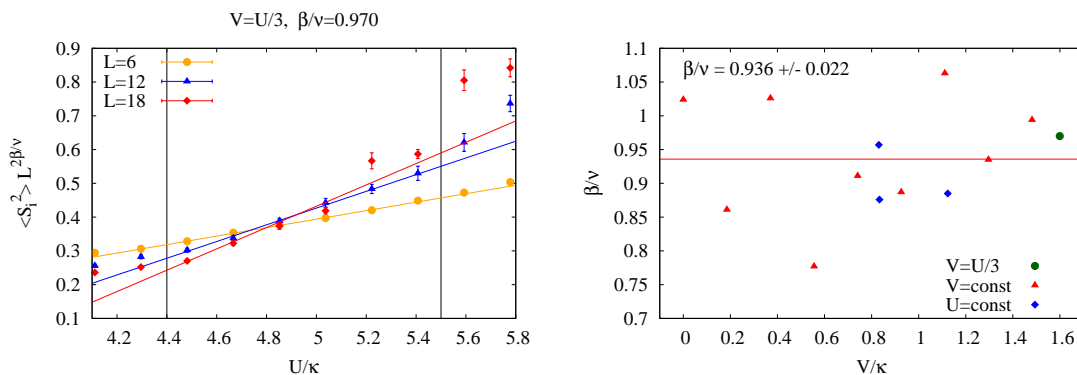 V=U/3, β/ν=0.970
0.9
0.8
0.7
0.6
0.5
0.4
0.3
0.2
0.1
4.2 4.4 4.6 4.8 5 5.2 5.4 5.6 5.8
<S_i^2> L^{2β/ν}
U/κ
L=6
L=12
L=18
1.1
1.05
1
0.95
0.9
0.85
0.8
0.75
0.7
0 0.2 0.4 0.6 0.8 1 1.2 1.4 1.6
β/ν
V/κ
β/ν = 0.936 +/- 0.022
V=U/3
V=const
U=const